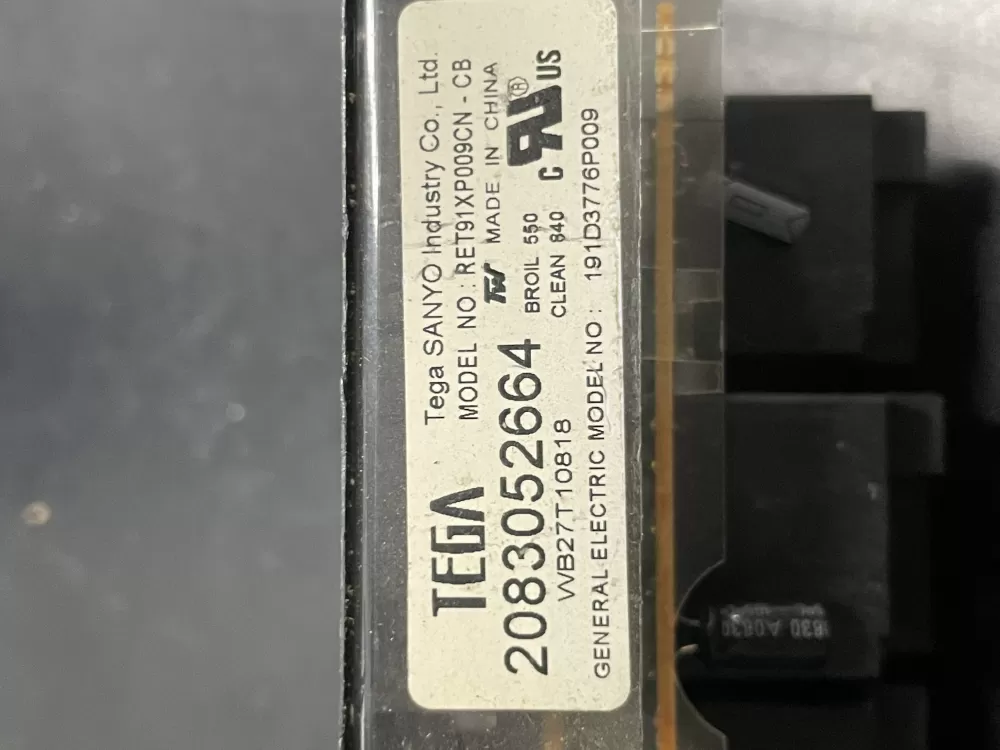 Tega SANYO Industry Co., Ltd.
TEGA MODEL NO : RET91XP009CN - CB
MADE IN CHINA
2083052664 BROIL 550
WB27T10818 CLEAN 840 C US ®
GENERAL ELECTRIC MODEL NO : 191D3776P009